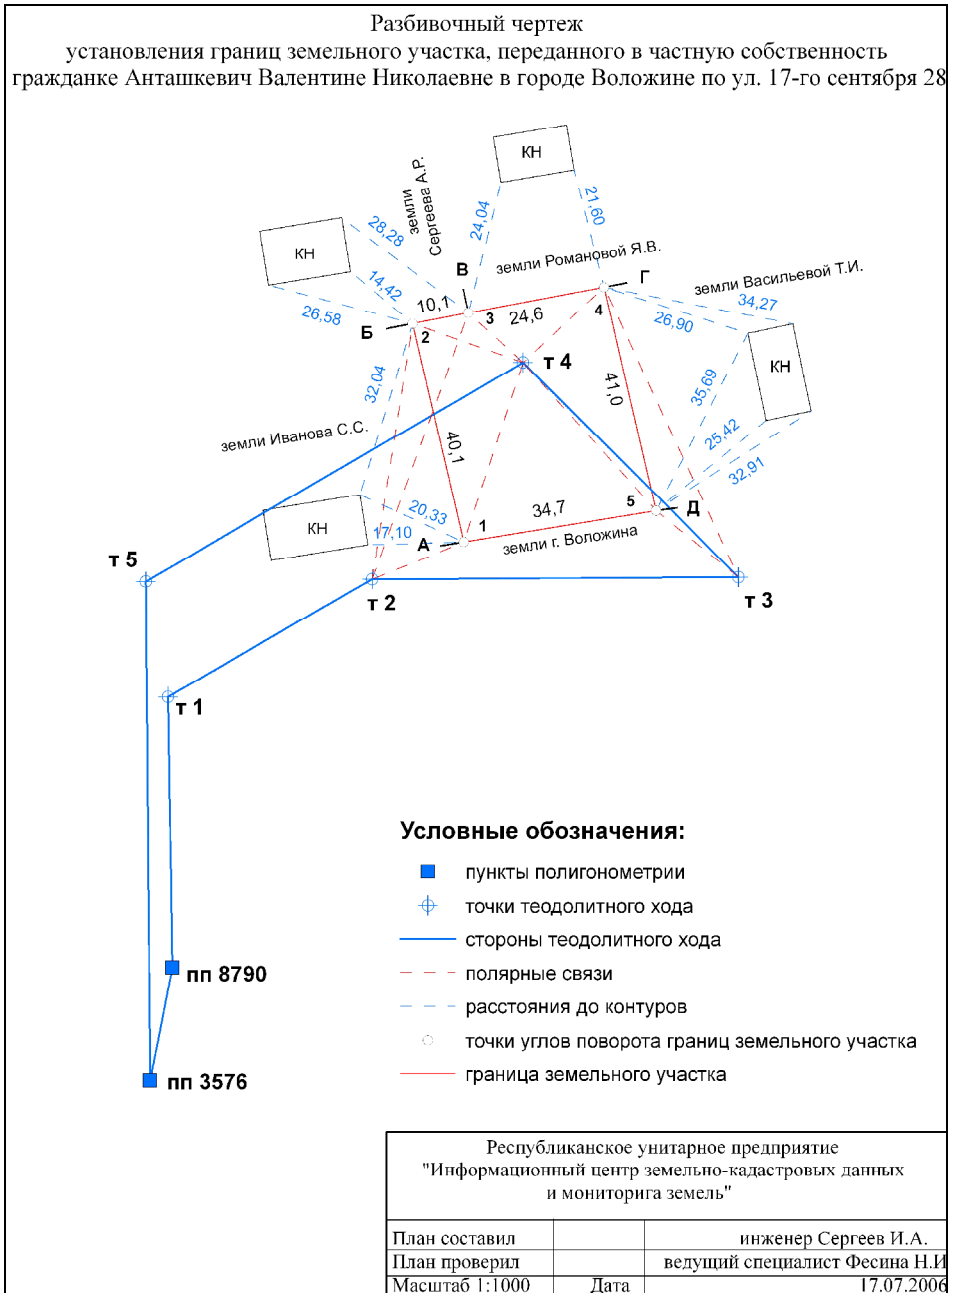 Разбивочный чертеж
установления границ земельного участка, переданного в частную собственность
гражданке Анташкевич Валентине Николаевне в городе Воложине по ул. 17-го сентября 28
КН
земли
Сергеева А.Р.
28,28
24,04
21,60
КН
земли Романовой Я.В.
14,42
В
Г
земли Васильевой Т.И.
26,58
10,1
3
24,6
4
26,90
34,27
Б
2
т 4
КН
32,04
41,0
35,69
земли Иванова С.С.
40,1
25,42
32,91
20,33
34,7
5
Д
КН
17,10
А
1
земли г. Воложина
т 5
т 2
т 3
т 1
Условные обозначения:
пункты полигонометрии
точки теодолитного хода
стороны теодолитного хода
полярные связи
расстояния до контуров
точки углов поворота границ земельного участка
граница земельного участка
пп 8790
пп 3576
Республиканское унитарное предприятие
"Информационный центр земельно-кадастровых данных
и мониторига земель"
План составил инженер Сергеев И.А.
План проверил ведущий специалист Фесина Н.И
Масштаб 1:1000 Дата 17.07.2006